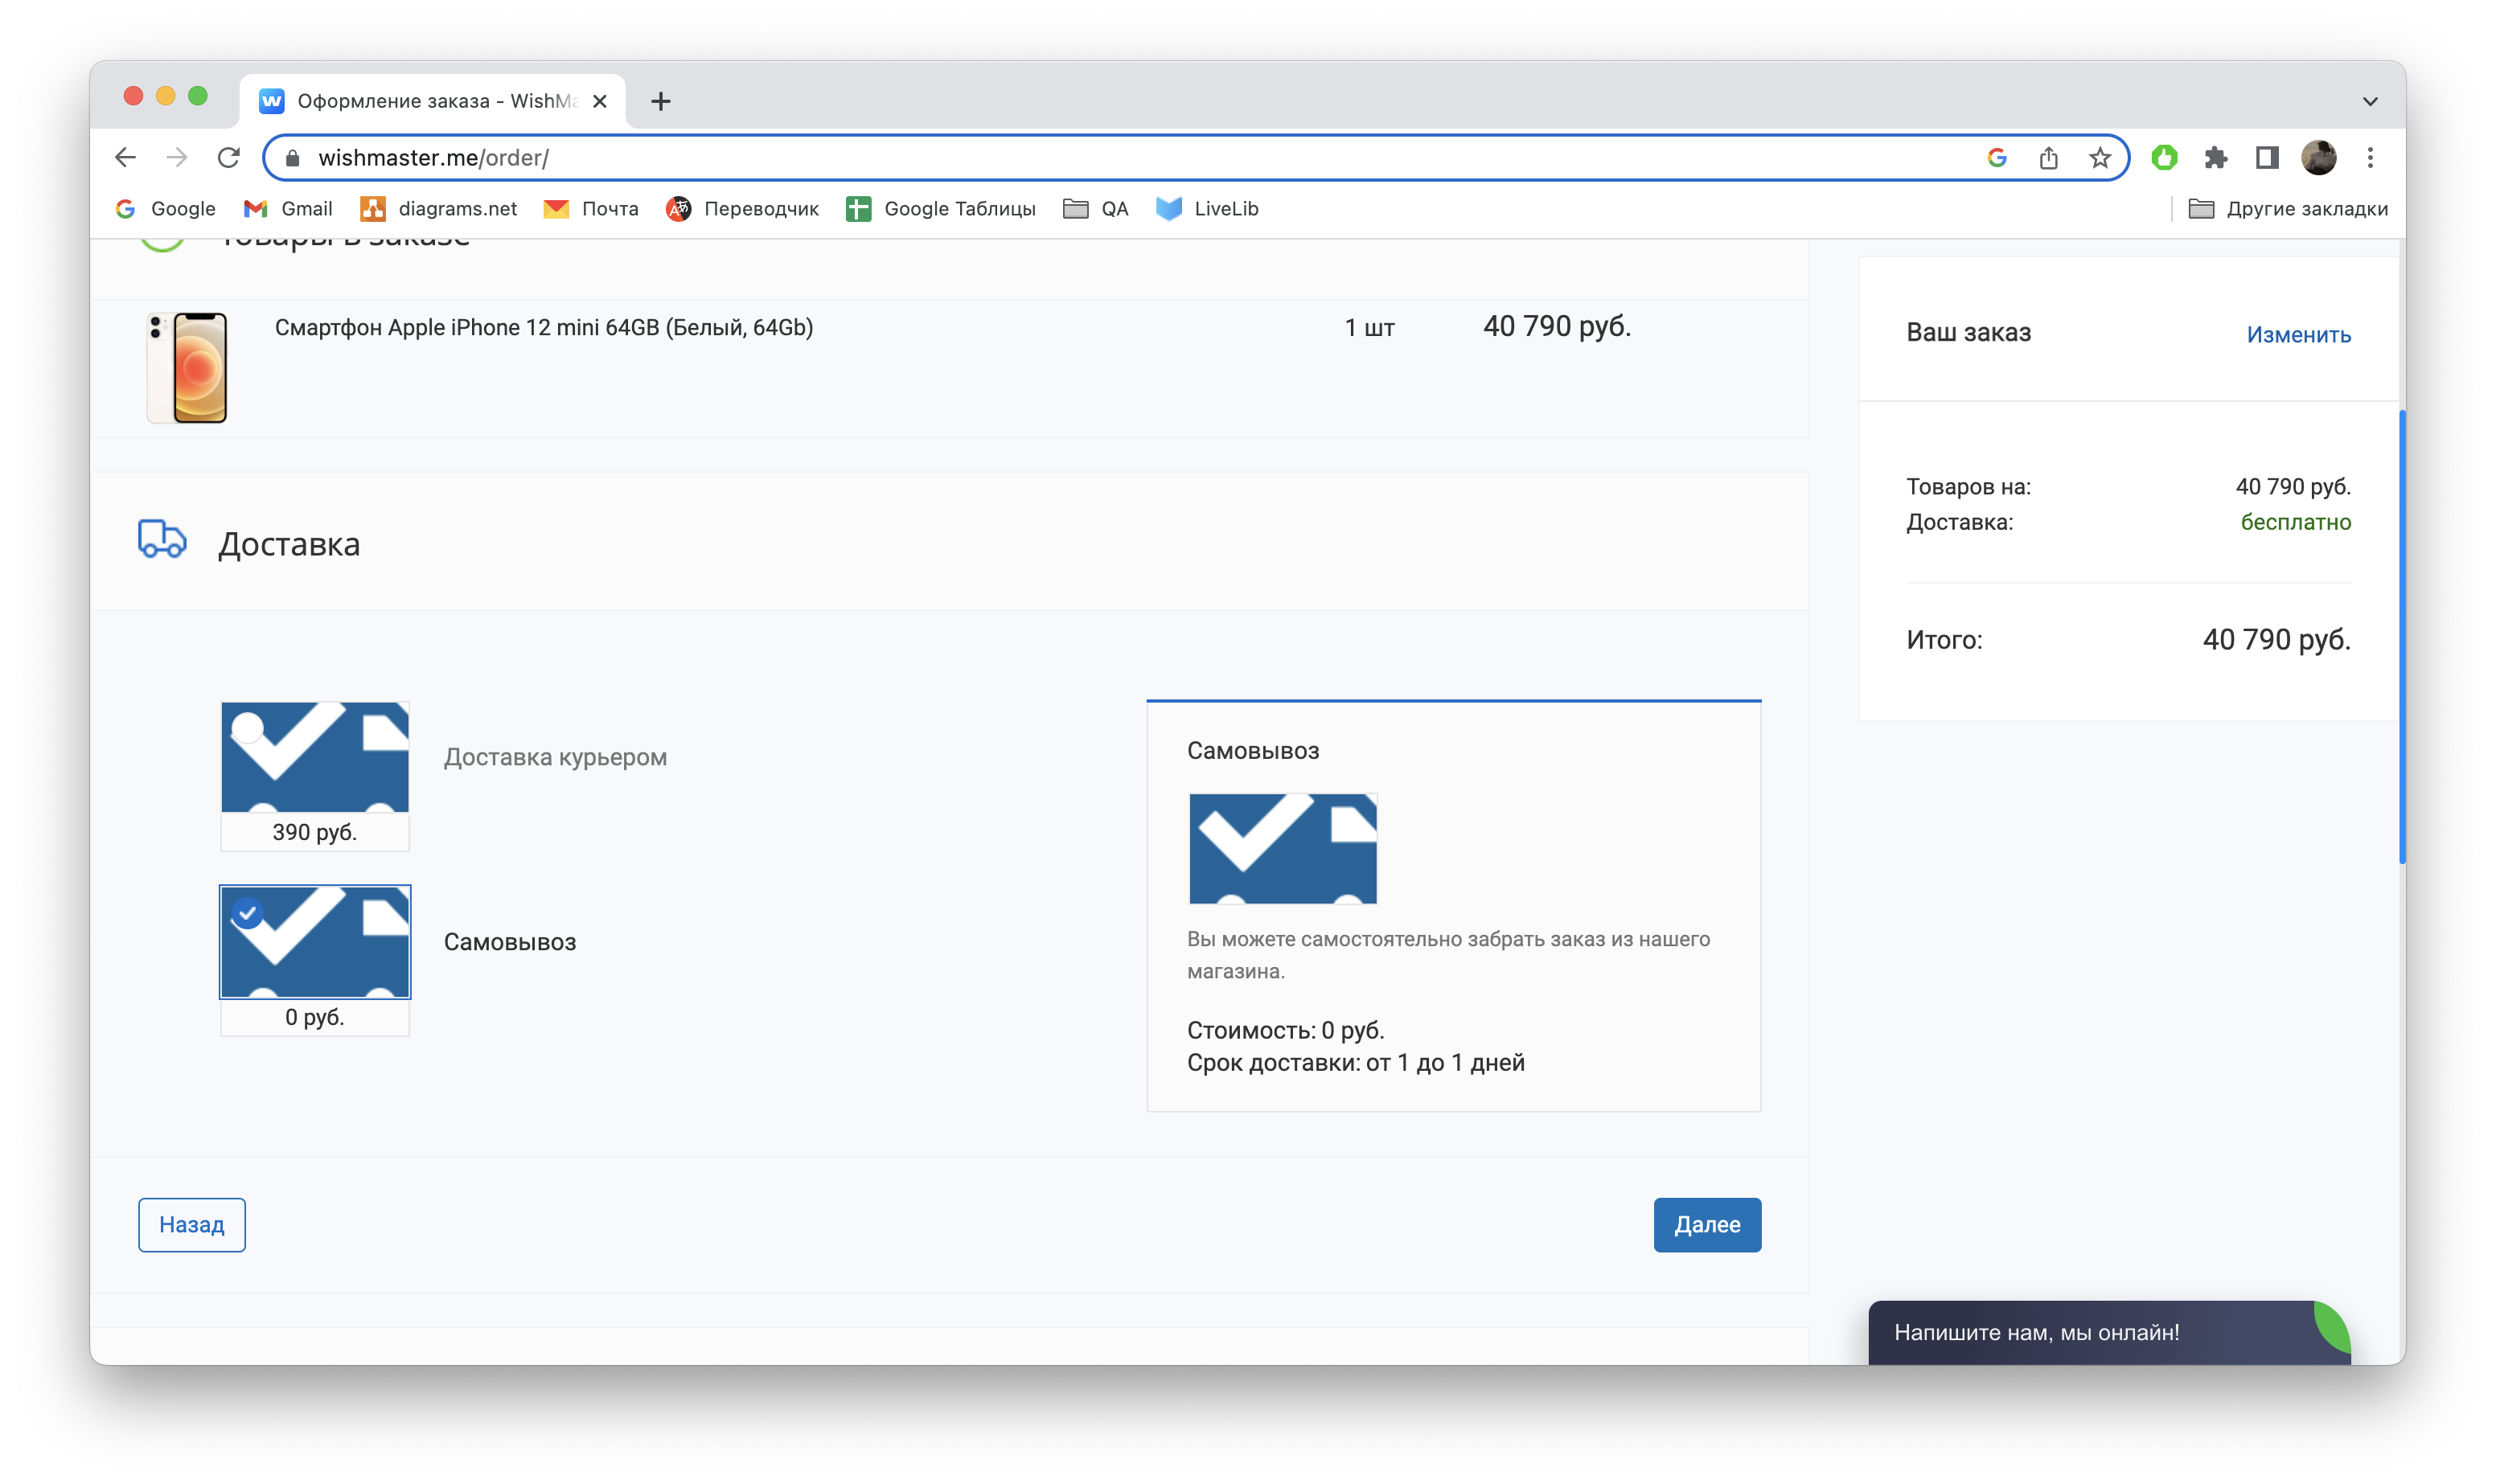 Оформление заказа - WishMa
wishmaster.me/order/
Google
Gmail
diagrams.net
Почта
Переводчик
Google Таблицы
QA
LiveLib
Другие закладки
Товары в заказе
Смартфон Apple iPhone 12 mini 64GB (Белый, 64Gb)
1 шт
40 790 руб.
Доставка
Доставка курьером
390 руб.
Самовывоз
0 руб.
Самовывоз
Вы можете самостоятельно забрать заказ из нашего
магазина.
Стоимость: 0 руб.
Срок доставки: от 1 до 1 дней
Назад
Далее
Ваш заказ
Изменить
Товаров на:
40 790 руб.
Доставка:
бесплатно
Итого:
40 790 руб.
Напишите нам, мы онлайн!